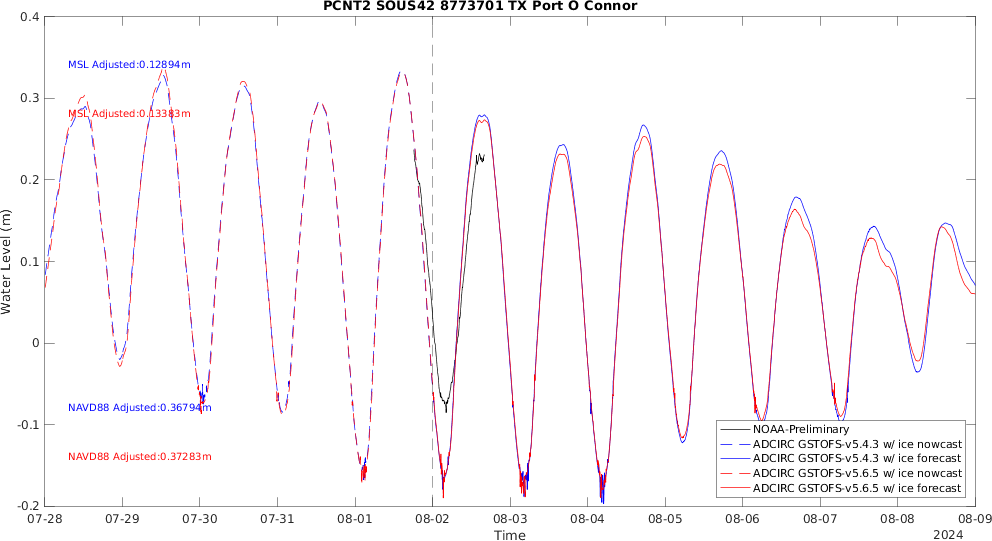 PCNT2 SOUS42 8773701 TX Port O Connor
0.4
0.3
0.2
0.1
0
-0.1
-0.2
Water Level (m)
MSL Adjusted:0.12894m
MSL Adjusted:0.13383m
NAVD88 Adjusted:0.36794m
NAVD88 Adjusted:0.37283m
NOAA-Preliminary
ADCIRC GSTOFS-v5.4.3 w/ ice nowcast
ADCIRC GSTOFS-v5.4.3 w/ ice forecast
ADCIRC GSTOFS-v5.6.5 w/ ice nowcast
ADCIRC GSTOFS-v5.6.5 w/ ice forecast
07-28 07-29 07-30 07-31 08-01 08-02 08-03 08-04 08-05 08-06 08-07 08-08 08-09
Time
2024